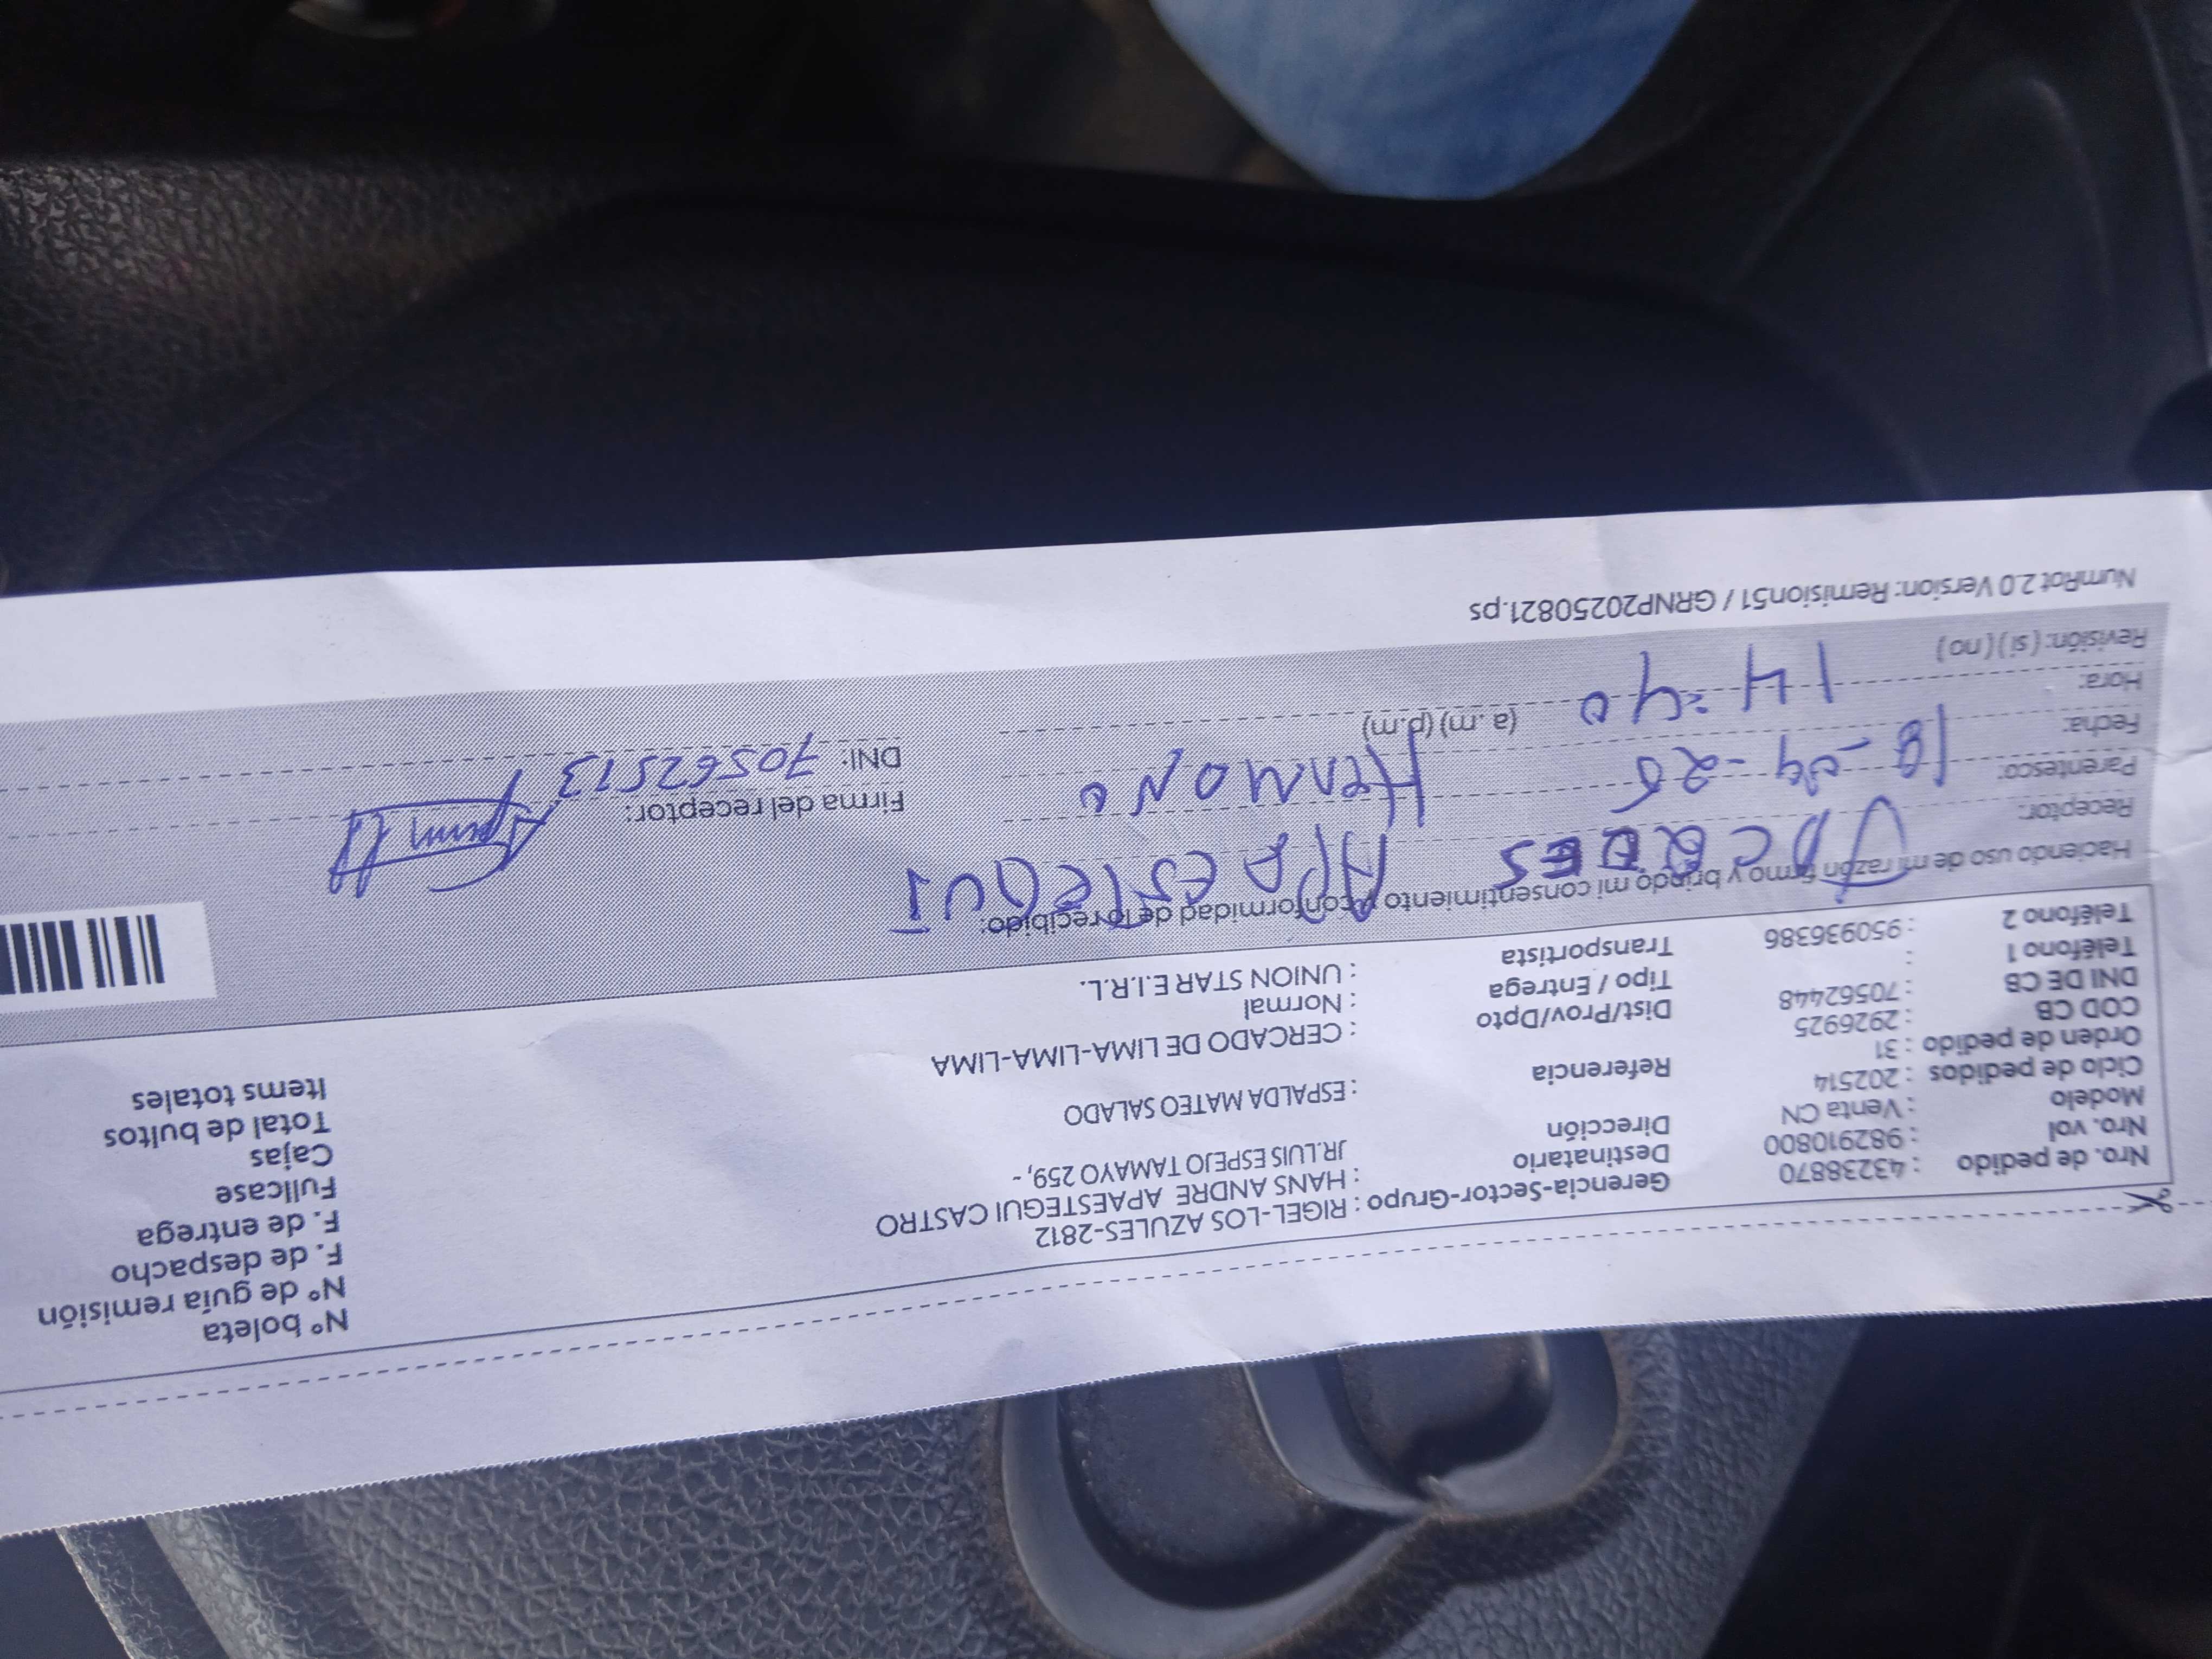 Nº boleta
Nº de guía remisión
F. de despacho
F. de entrega
Fullcase
Cajas
Total de bultos
Items totales
Nro. de pedido : 43238870 Gerencia-Sector-Grupo : RIGEL-LOS AZULES-2812
Nro. vol : 982910800 Destinatario : HANS ANDRE APAESTEGUI CASTRO
Modelo : Venta CN Dirección JR.LUIS ESPEJO TAMAYO 259, -
Ciclo de pedidos : 202514
Orden de pedido : 31 Referencia : ESPALDA MATEO SALADO
COD CB : 2926925
DNI DE CB : 70562448 Dist/Prov/Dpto : CERCADO DE LIMA-LIMA-LIMA
Teléfono 1 : Tipo / Entrega : Normal
Teléfono 2 : 950936386 Transportista : UNION STAR E.I.R.L.
Haciendo uso de mi razón firmo y brindo mi consentimiento y conformidad de lo recibido:
Receptor: APAESTEGUI
Parentesco: HERMANO Firma del receptor:
Fecha: DNI: 70562513
Hora: 14:40 (a.m) (p.m)
Revisión: ( si ) ( no )
NumRot 2.0 Version: Remision51 / GRNP20250821.ps